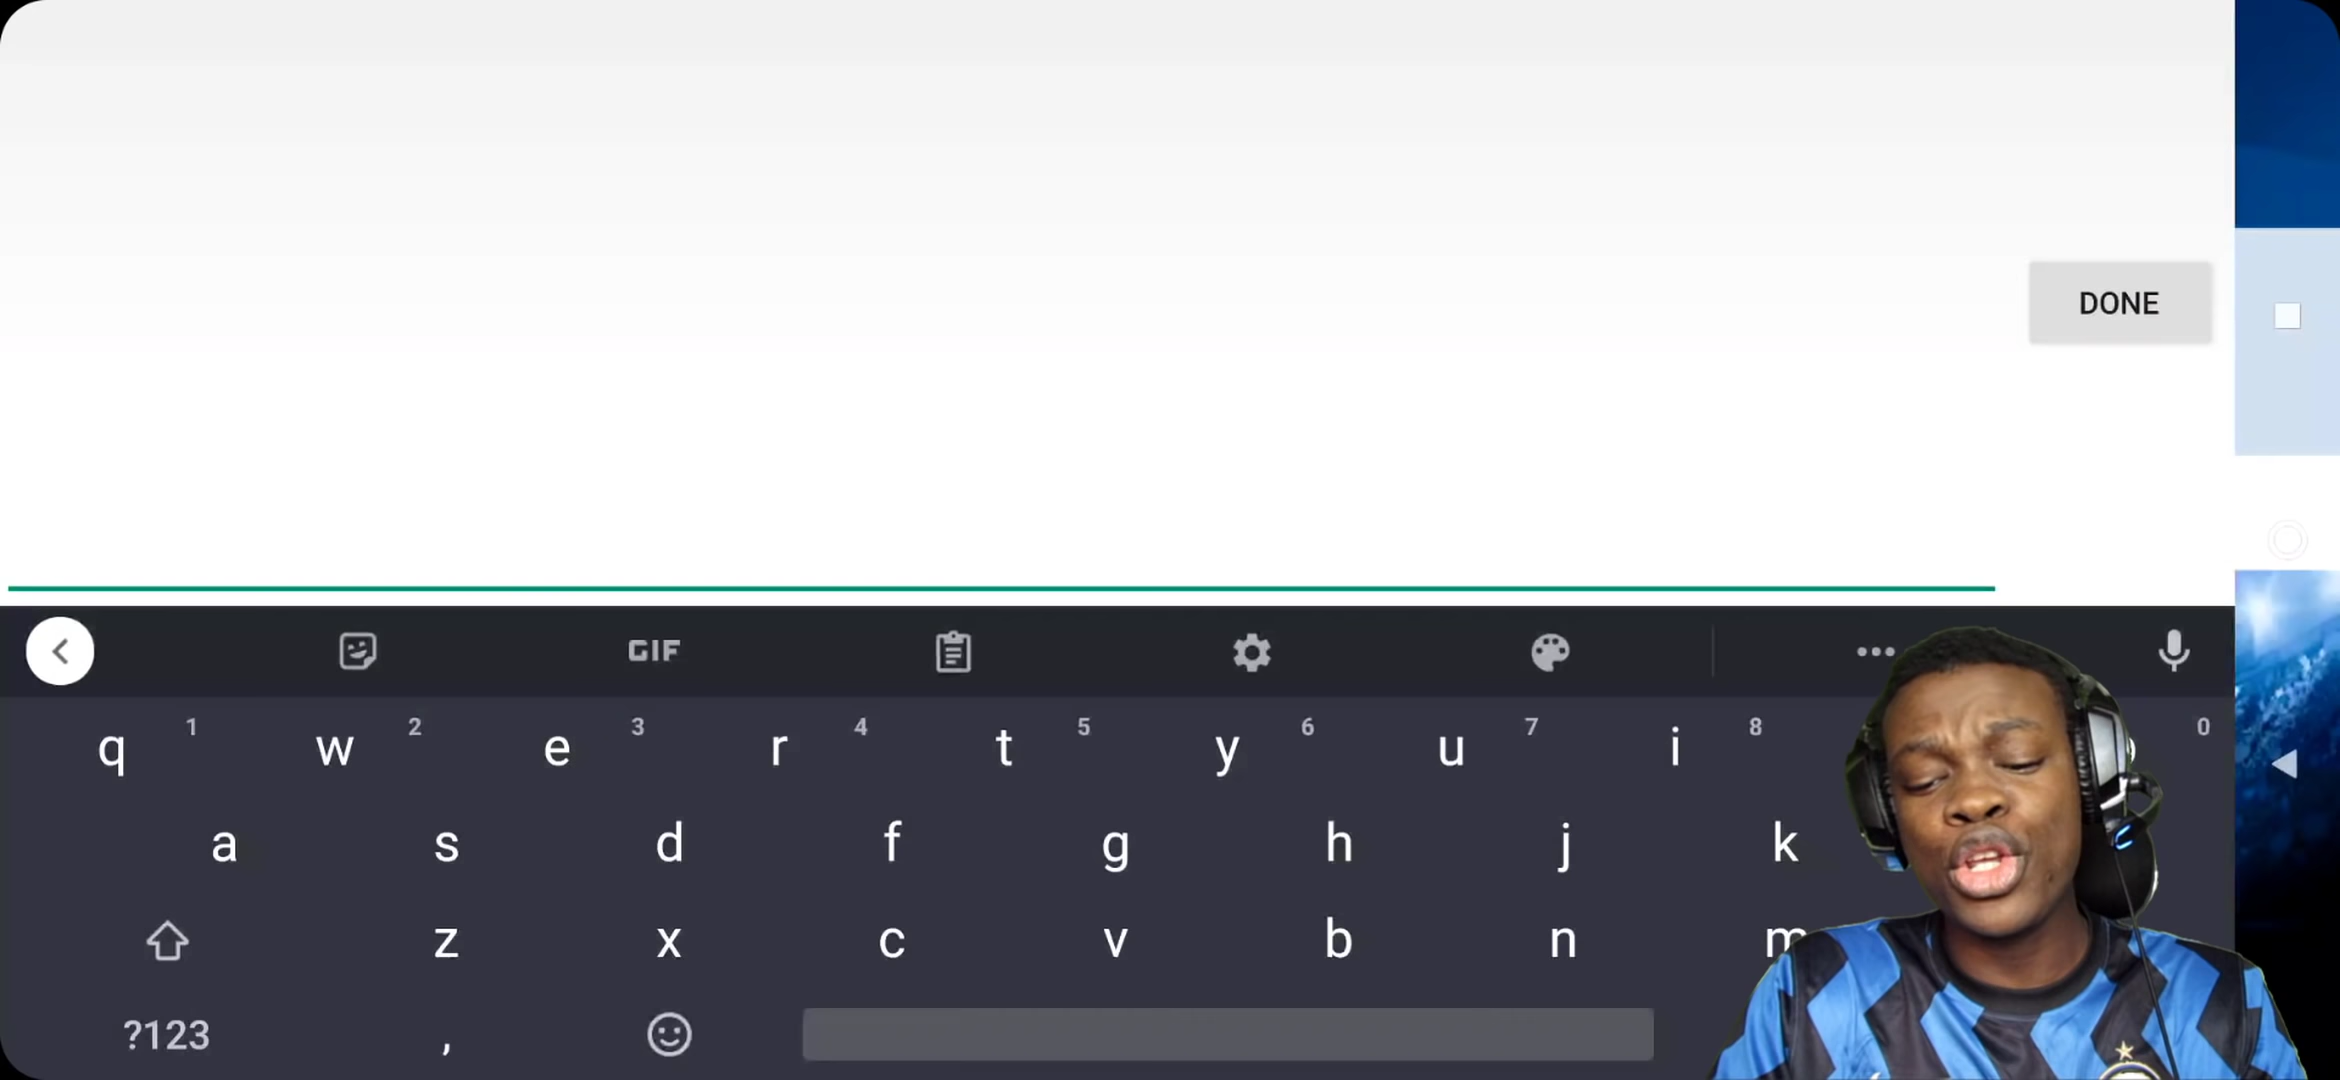 DONE
GIF
q 1 w 2 e 3 r 4 t 5 y 6 u 7 i 8 0
a s d f g h j k
z x c v b n m
?123 ,